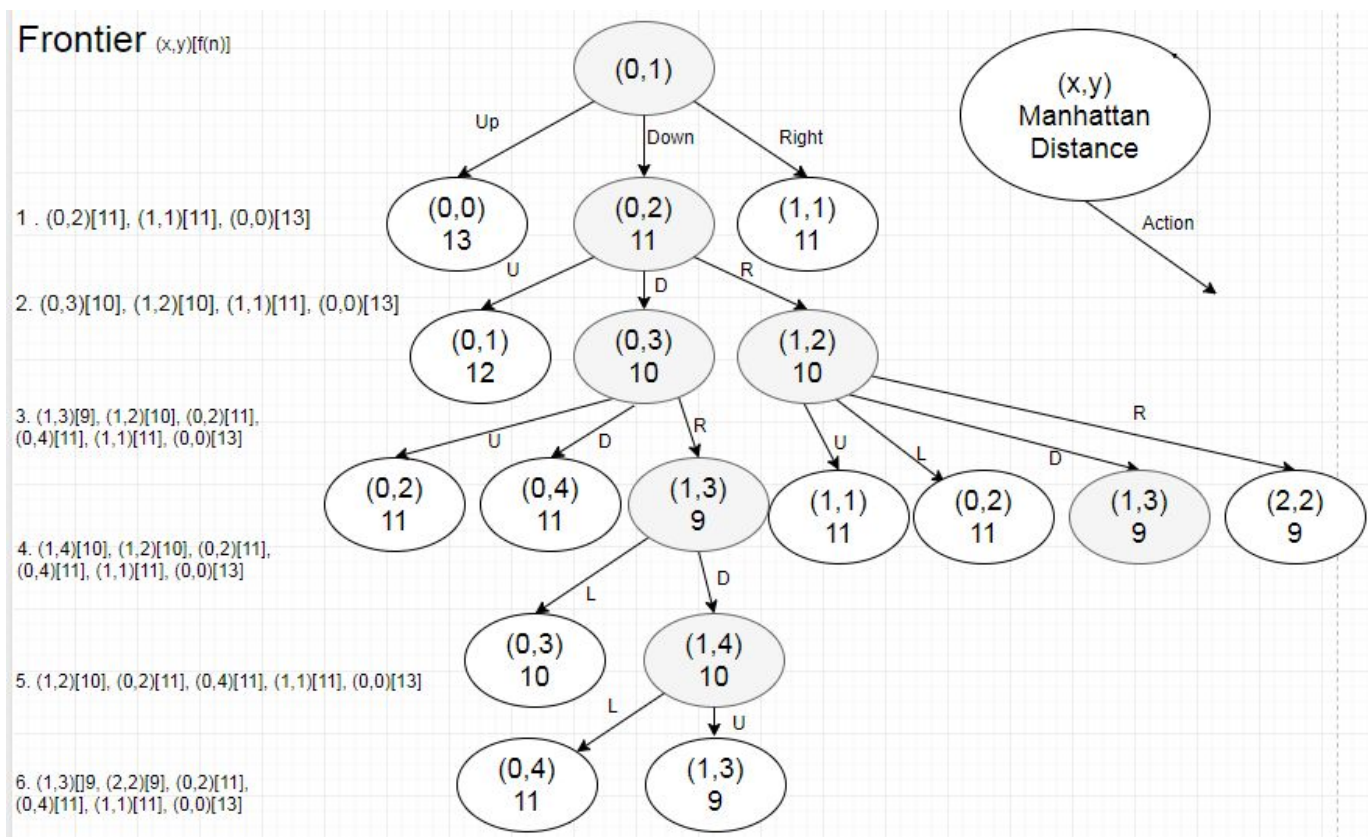 Frontier (x,y)[f(n)]
(0,1)
(x,y)
Manhattan
Distance
Action
Up
Down
Right
1 . (0,2)[11], (1,1)[11], (0,0)[13]
(0,0)
13
(0,2)
11
(1,1)
11
U
D
R
2. (0,3)[10], (1,2)[10], (1,1)[11], (0,0)[13]
(0,1)
12
(0,3)
10
(1,2)
10
U
D
R
U
L
D
R
3. (1,3)[9], (1,2)[10], (0,2)[11],
(0,4)[11], (1,1)[11], (0,0)[13]
(0,2)
11
(0,4)
11
(1,3)
9
(1,1)
11
(0,2)
11
(1,3)
9
(2,2)
9
4. (1,4)[10], (1,2)[10], (0,2)[11],
(0,4)[11], (1,1)[11], (0,0)[13]
L
D
(0,3)
10
(1,4)
10
5. (1,2)[10], (0,2)[11], (0,4)[11], (1,1)[11], (0,0)[13]
L
U
(0,4)
11
(1,3)
9
6. (1,3)[]9, (2,2)[9], (0,2)[11],
(0,4)[11], (1,1)[11], (0,0)[13]